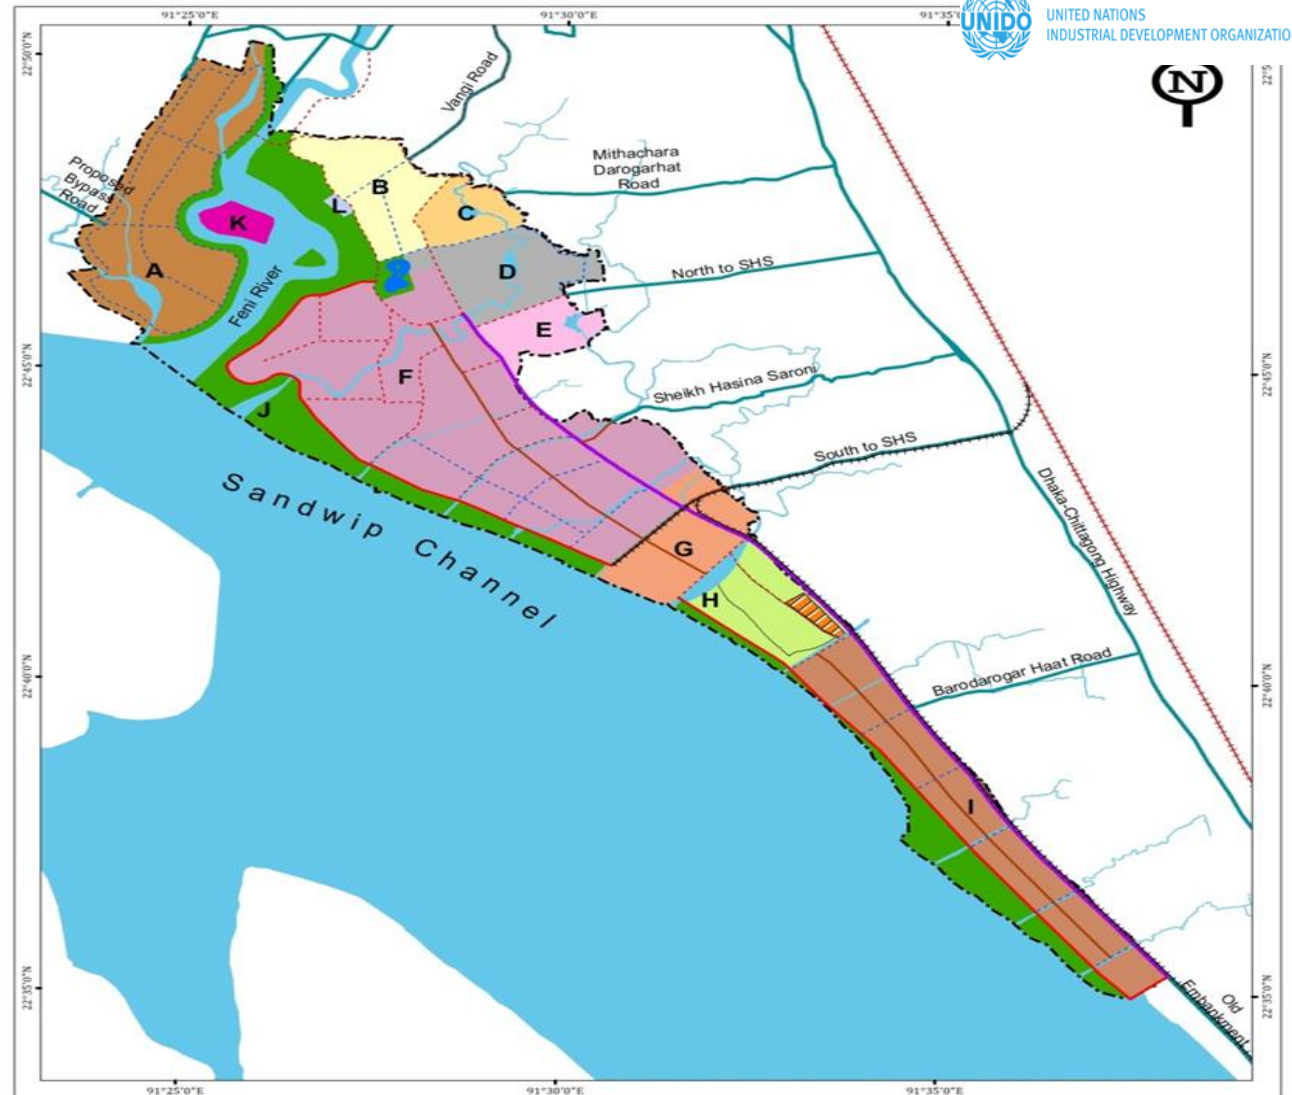 91°25'0"E
91°30'0"E
91°35'
UNIDO
UNITED NATIONS
INDUSTRIAL DEVELOPMENT ORGANIZATIO
N
Vangi Road
Mithachara
Darogarhat
Road
Proposed
Bypass
Road
A
B
C
D
E
F
G
H
I
J
K
L
Feni River
North to SHS
Sheikh Hasina Saroni
South to SHS
Dhaka-Chittagong Highway
Sandwip Channel
Barodarogar Haat Road
Old
Embankment
22°50'0"N
22°45'0"N
22°40'0"N
22°35'0"N
22°45'0"N
22°40'0"N
22°35'0"N
91°25'0"E
91°30'0"E
91°35'0"E